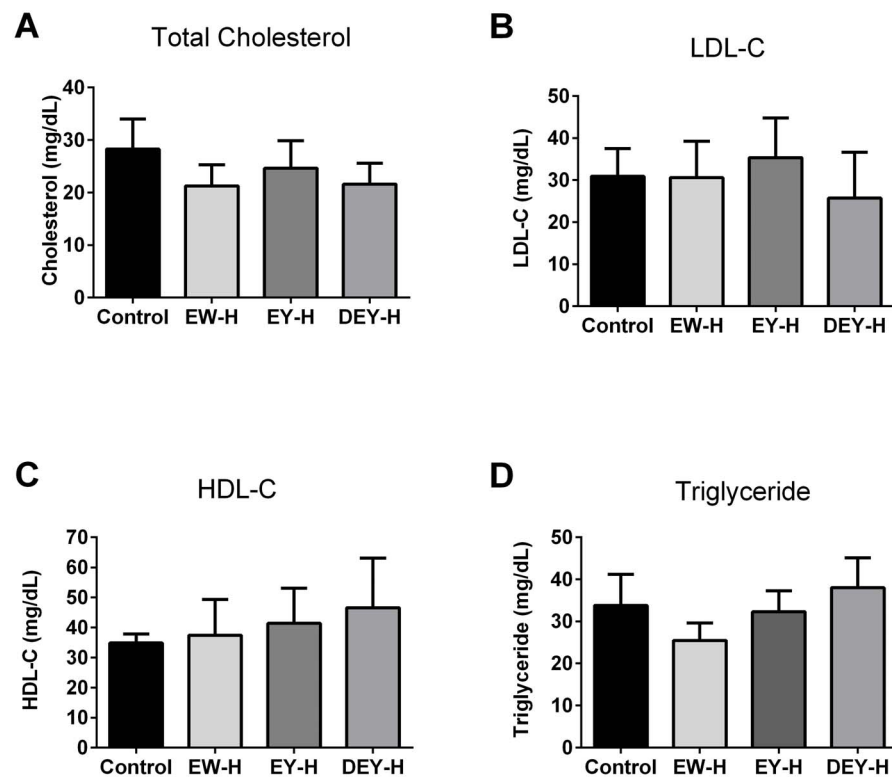 A
Total Cholesterol
Cholesterol (mg/dL)
40
30
20
10
0
Control EW-H EY-H DEY-H
B
LDL-C
LDL-C (mg/dL)
50
40
30
20
10
0
Control EW-H EY-H DEY-H
C
HDL-C
HDL-C (mg/dL)
70
60
50
40
30
20
10
0
Control EW-H EY-H DEY-H
D
Triglyceride
Triglyceride (mg/dL)
50
40
30
20
10
0
Control EW-H EY-H DEY-H